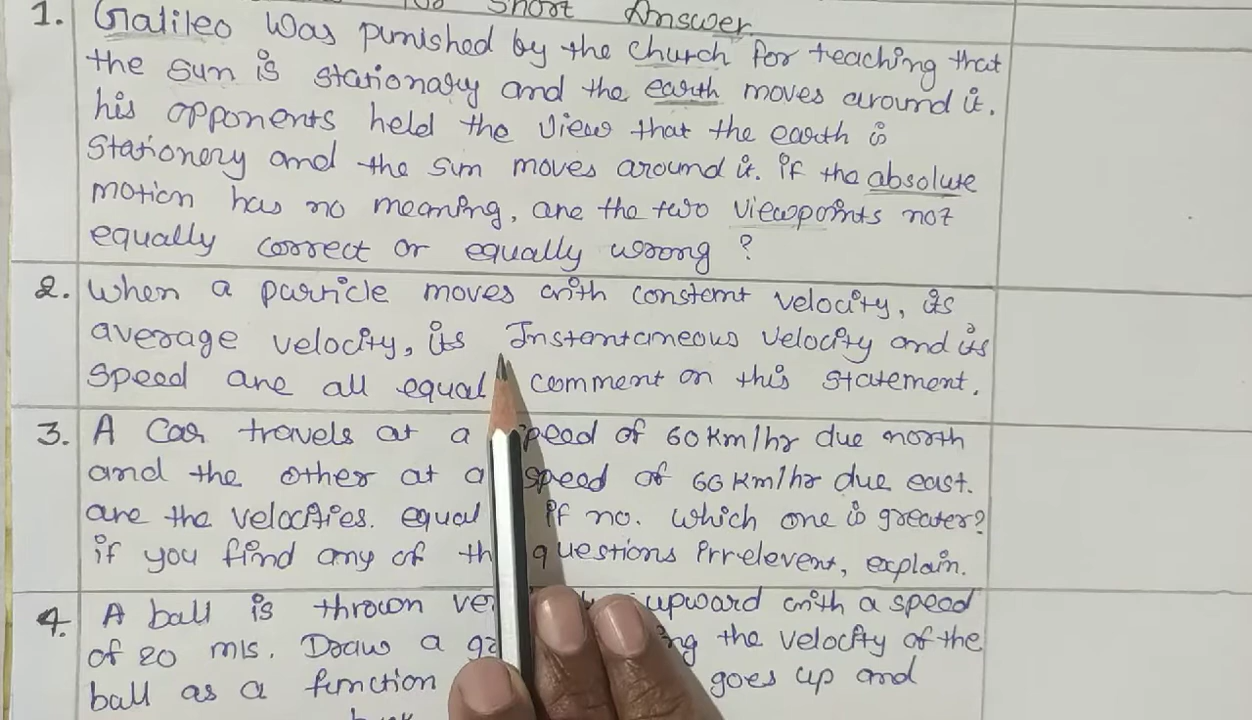 Short Answer
1. Galileo was punished by the church for teaching that
the sun is stationary and the earth moves around it.
his opponents held the view that the earth is
Stationery and the sun moves around it. if the absolute
motion has no meaning, are the two viewpoints not
equally correct or equally wrong ?
2. When a particle moves with constant velocity, its
average velocity, its Instantaneous velocity and its
speed are all equal comment on this statement.
3. A Car travels at a speed of 60 km/hr due north
and the other at a speed of 60 km/hr due east.
are the velocities. equal if no. which one is greater?
if you find any of the questions irrelevent, explain.
4. A ball is thrown upward with a speed
of 20 m/s. Draw a the velocity of the
ball as a function goes up and